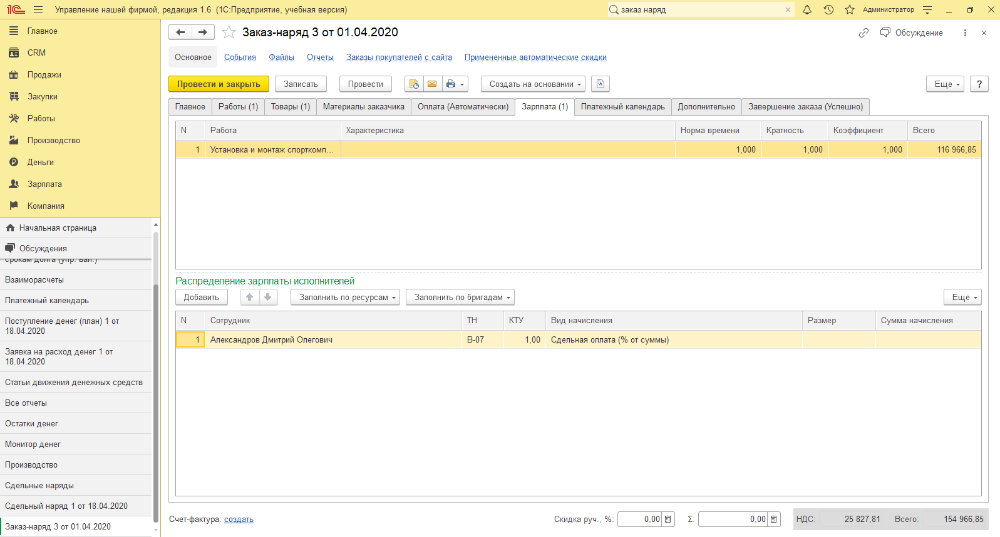 1С Управление нашей фирмой, редакция 1.6 (1С:Предприятие, учебная версия)
заказ наряд
Администратор
Главное
CRM
Продажи
Закупки
Работы
Производство
Деньги
Зарплата
Компания
Начальная страница
Обсуждения
срокам долга (упр. вал.)
Взаиморасчеты
Платежный календарь
Поступление денег (план) 1 от
18.04.2020
Заявка на расход денег 1 от
18.04.2020
Статьи движения денежных средств
Все отчеты
Остатки денег
Монитор денег
Производство
Сдельные наряды
Сдельный наряд 1 от 18.04.2020
Заказ-наряд 3 от 01.04.2020
Заказ-наряд 3 от 01.04.2020
Обсуждение
Основное События Файлы Отчеты Заказы покупателей с сайта Примененные автоматические скидки
Провести и закрыть Записать Провести Создать на основании Еще ?
Главное Работы (1) Товары (1) Материалы заказчика Оплата (Автоматически) Зарплата (1) Платежный календарь Дополнительно Завершение заказа (Успешно)
N Работа Характеристика Норма времени Кратность Коэффициент Всего
1 Установка и монтаж спорткомп... 1,000 1,000 1,000 116 966,85
Распределение зарплаты исполнителей
Добавить Заполнить по ресурсам Заполнить по бригадам Еще
N Сотрудник ТН КТУ Вид начисления Размер Сумма начисления
1 Александров Дмитрий Олегович В-07 1,00 Сдельная оплата (% от суммы)
Счет-фактура: создать
Скидка руч., %: 0,00 Σ: 0,00 НДС: 25 827,81 Всего: 154 966,85